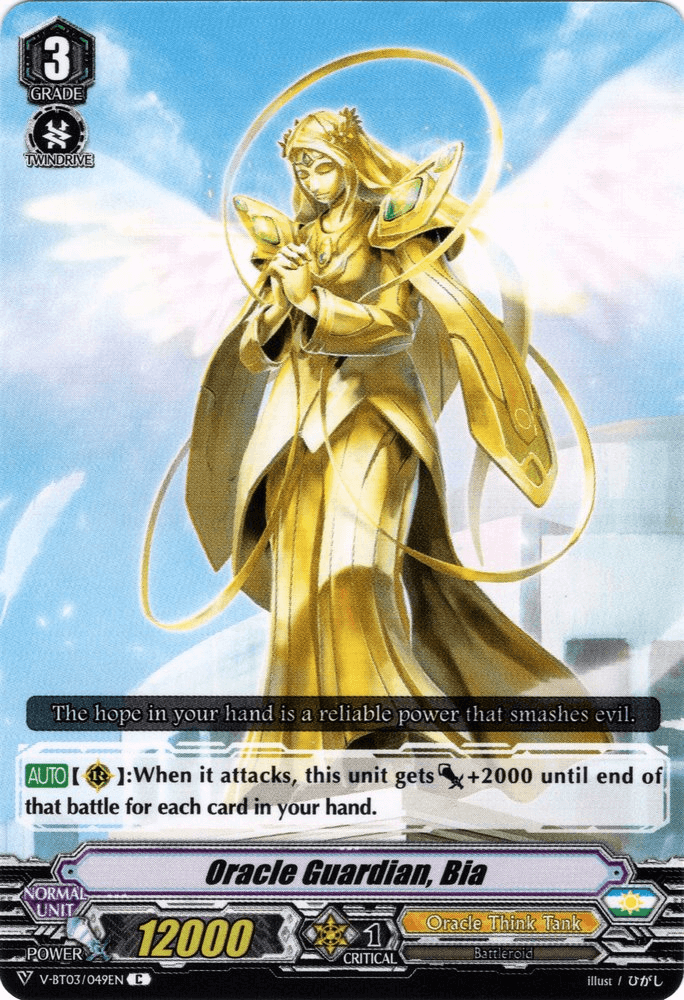 3
GRADE
TWINDRIVE
The hope in your hand is a reliable power that smashes evil.
AUTO【 R 】:When it attacks, this unit gets +2000 until end of
that battle for each card in your hand.
Oracle Guardian, Bia
NORMAL
UNIT
POWER 12000
1
CRITICAL
Oracle Think Tank
Battleroid
V-BT03/049EN C
illust / ひがし